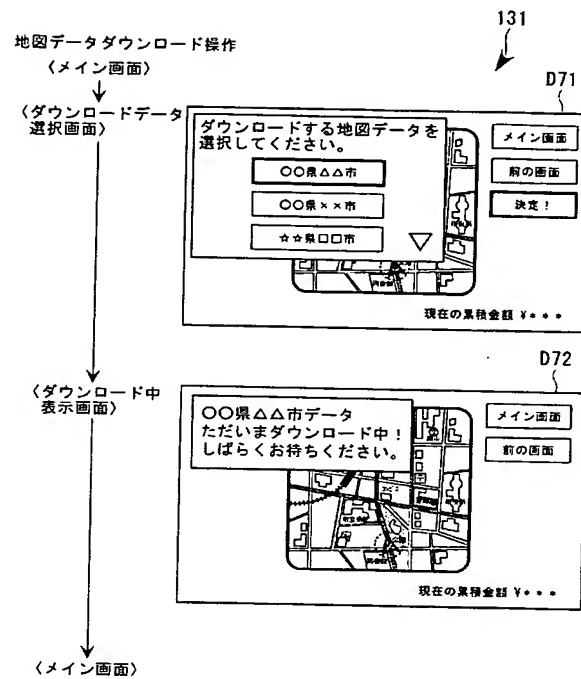 131
地図データダウンロード操作
〈メイン画面〉
〈ダウンロードデータ
選択画面〉
D71
ダウンロードする地図データを
選択してください。
〇〇県△△市
〇〇県××市
☆☆県□□市
メイン画面
前の画面
決定!
現在の累積金額 ¥***
〈ダウンロード中
表示画面〉
D72
〇〇県△△市データ
ただいまダウンロード中!
しばらくお待ちください。
メイン画面
前の画面
現在の累積金額 ¥***
〈メイン画面〉